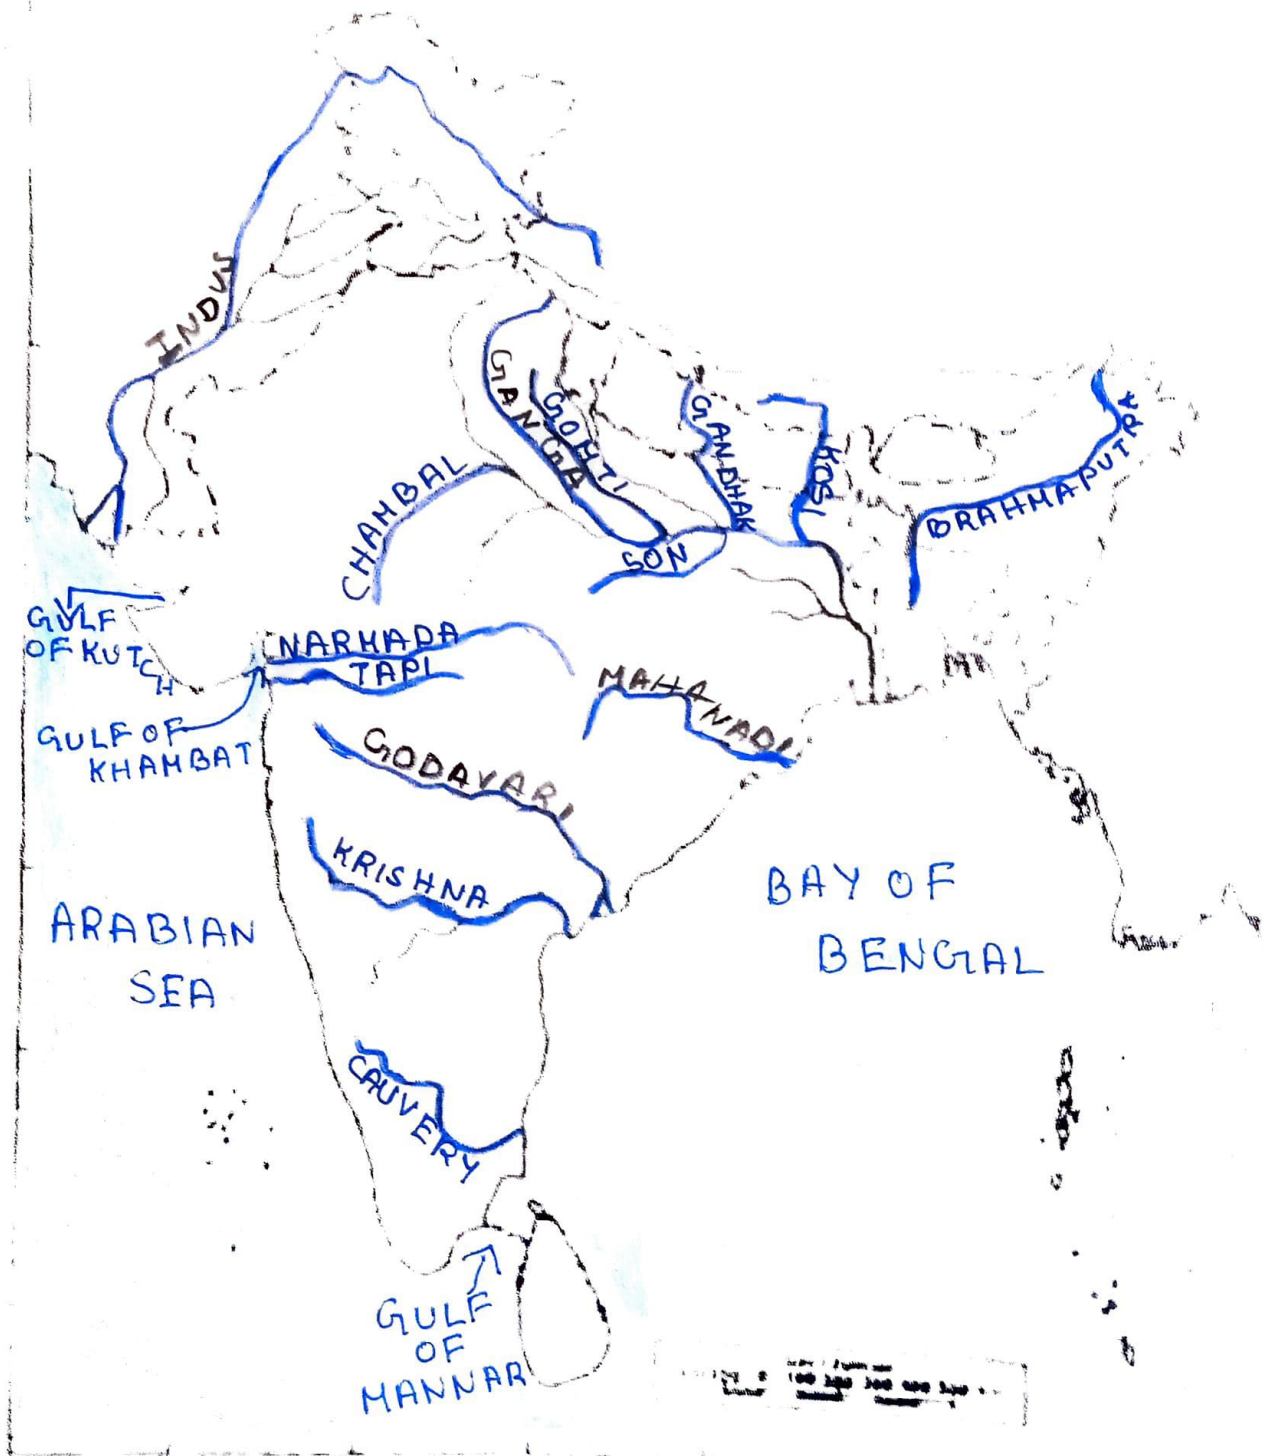 INDUS
GANGA
GOMTI
GANDHAK
KOSI
BRAHMAPUTRA
CHAMBAL
SON
GULF
OF KUTCH
NARMADA
TAPI
MAHANADI
GULF OF
KHAMBAT
GODAVARI
KRISHNA
BAY OF
BENGAL
ARABIAN
SEA
CAUVERY
GULF
OF
MANNAR